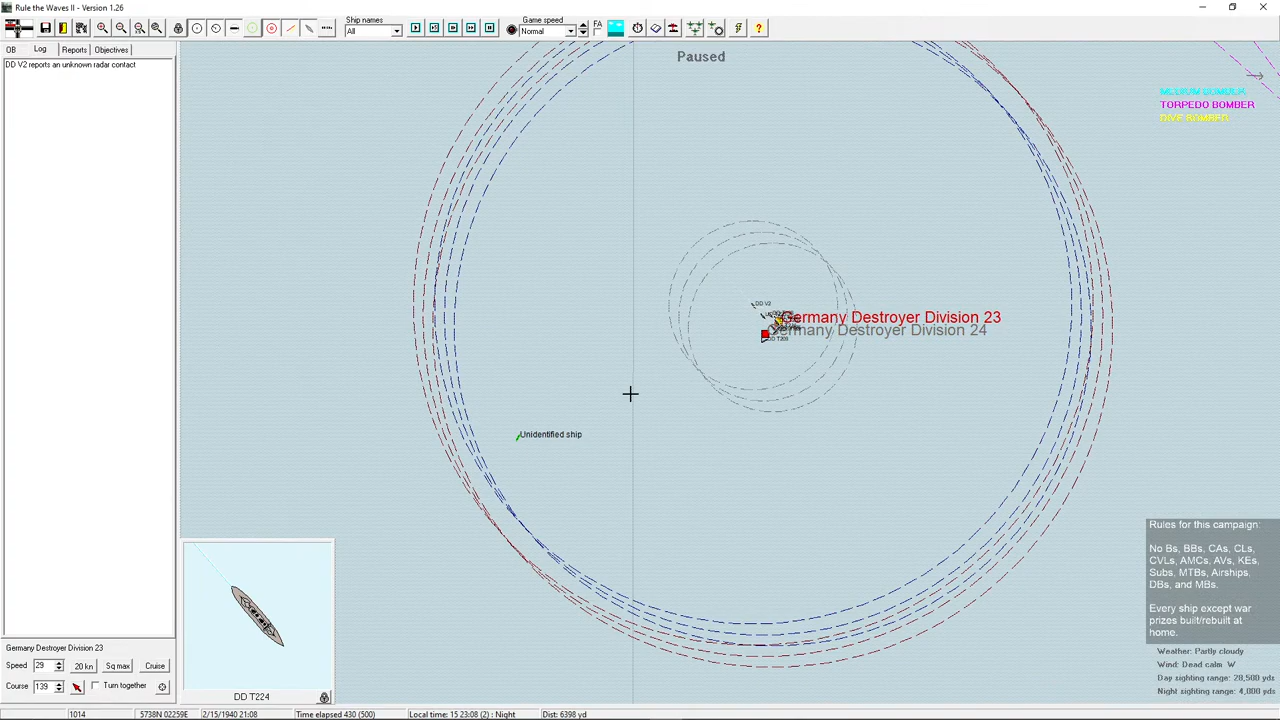 Rule the Waves II - Version 1.26
Ship names
All
Game speed
Normal
FA
OB Log Reports Objectives
DD V2 reports an unknown radar contact
Paused
MEDIUM BOMBER
TORPEDO BOMBER
DIVE BOMBER
DD V2
Germany Destroyer Division 23
Germany Destroyer Division 24
Unidentified ship
Rules for this campaign:
No Bs, BBs, CAs, CLs,
CVLs, AMCs, AVs, KEs,
Subs, MTBs, Airships,
DBs, and MBs.
Every ship except war
prizes built/rebuilt at
home.
Weather: Partly cloudy
Wind: Dead calm W
Day sighting range: 28,500 yds
Night sighting range: 4,000 yds
Germany Destroyer Division 23
Speed 29 20 kn Sq max Cruise
Course 139 Turn together
DD T224
1014 5738N 02259E 2/15/1940 21:08 Time elapsed 430 (500) Local time: 15 23:08 (2) : Night Dist: 6398 yd